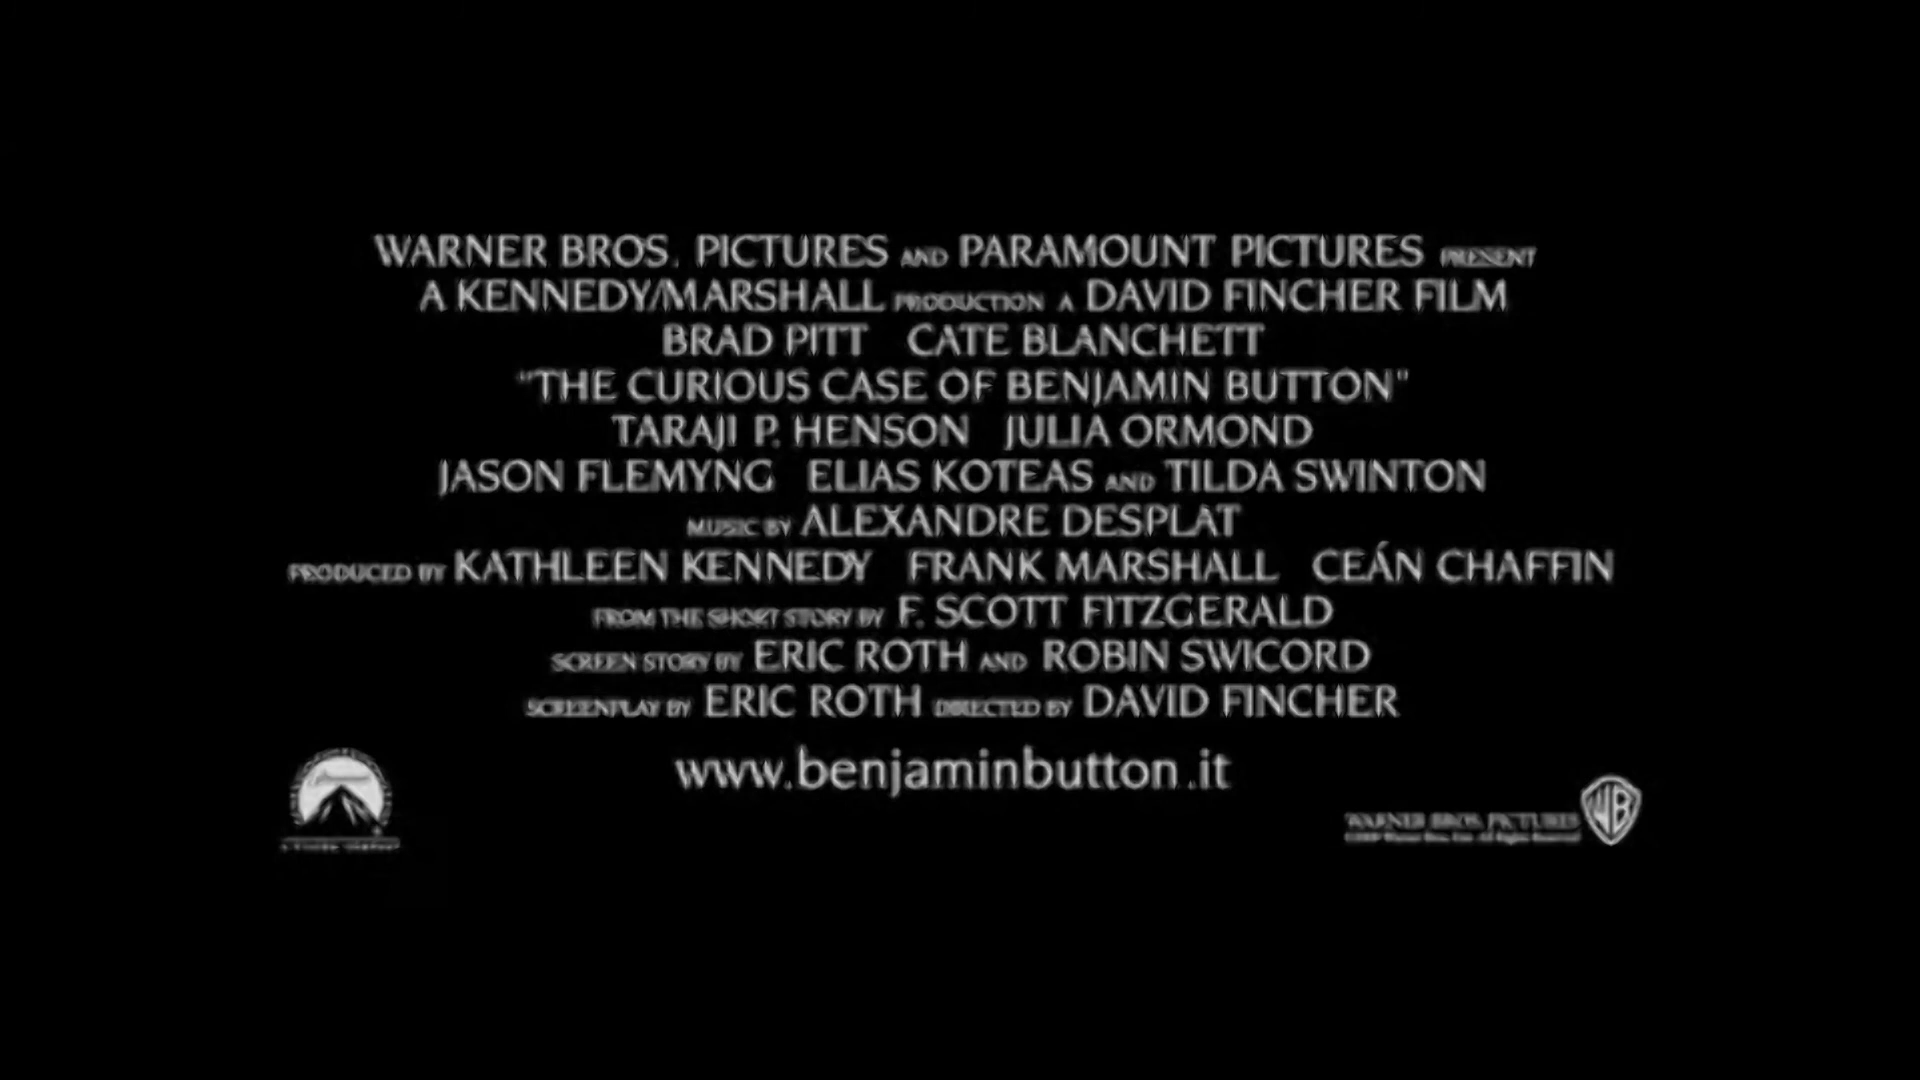 WARNER BROS. PICTURES AND PARAMOUNT PICTURES PRESENT
A KENNEDY/MARSHALL PRODUCTION A DAVID FINCHER FILM
BRAD PITT CATE BLANCHETT
"THE CURIOUS CASE OF BENJAMIN BUTTON"
TARAJI P. HENSON JULIA ORMOND
JASON FLEMYNG ELIAS KOTEAS AND TILDA SWINTON
MUSIC BY ALEXANDRE DESPLAT
PRODUCED BY KATHLEEN KENNEDY FRANK MARSHALL CEÁN CHAFFIN
FROM THE SHORT STORY BY F. SCOTT FITZGERALD
SCREEN STORY BY ERIC ROTH AND ROBIN SWICORD
SCREENPLAY BY ERIC ROTH DIRECTED BY DAVID FINCHER
www.benjaminbutton.it
WARNER BROS. PICTURES
WB